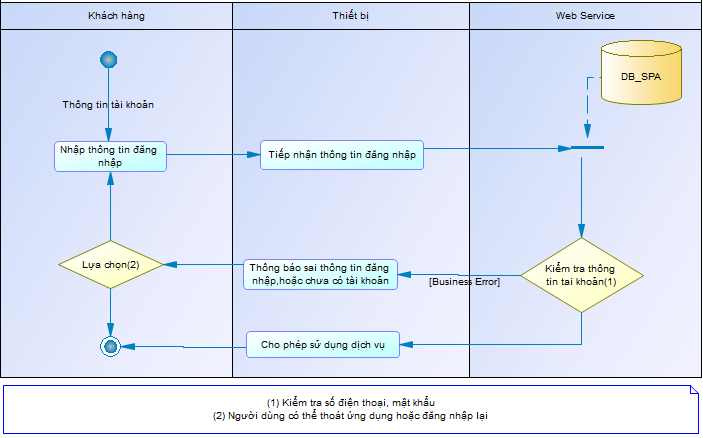 Khách hàng
Thiết bị
Web Service
DB_SPA
Thông tin tài khoản
Nhập thông tin đăng
nhập
Tiếp nhận thông tin đăng nhập
Lựa chọn(2)
Thông báo sai thông tin đăng
nhập,hoặc chưa có tài khoản
[Business Error]
Kiểm tra thông
tin tai khoản(1)
Cho phép sử dụng dịch vụ
(1) Kiểm tra số điện thoại, mật khẩu
(2) Người dùng có thể thoát ứng dụng hoặc đăng nhập lại